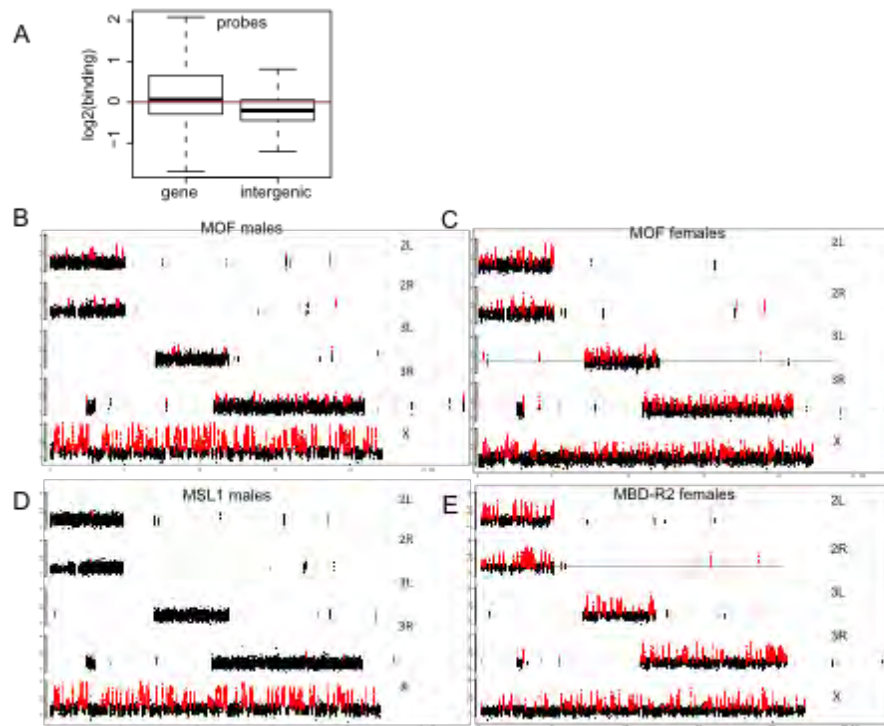 A
probes
log2(binding)
2
1
0
−1
gene
intergenic
B
MOF males
2L
2R
3L
3R
X
C
MOF females
2L
2R
3L
3R
X
D
MSL1 males
2L
2R
3L
3R
X
E
MBD-R2 females
2L
2R
3L
3R
X